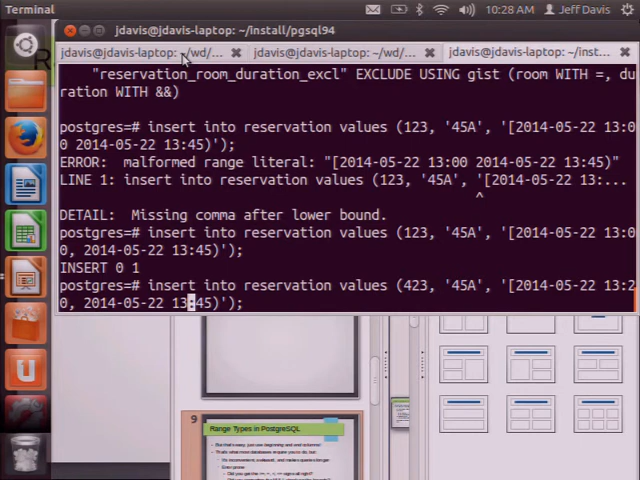 Terminal
10:28 AM
Jeff Davis
jdavis@jdavis-laptop: ~/install/pgsql94
jdavis@jdavis-laptop: ~/wd/...
jdavis@jdavis-laptop: ~/wd/...
jdavis@jdavis-laptop: ~/inst...
"reservation_room_duration_excl" EXCLUDE USING gist (room WITH =, du
ration WITH &&)
postgres=# insert into reservation values (123, '45A', '[2014-05-22 13:0
0 2014-05-22 13:45)');
ERROR:  malformed range literal: "[2014-05-22 13:00 2014-05-22 13:45)"
LINE 1: insert into reservation values (123, '45A', '[2014-05-22 13:...
^
DETAIL:  Missing comma after lower bound.
postgres=# insert into reservation values (123, '45A', '[2014-05-22 13:0
0, 2014-05-22 13:45)');
INSERT 0 1
postgres=# insert into reservation values (423, '45A', '[2014-05-22 13:2
0, 2014-05-22 13:45)');
9
Range Types in PostgreSQL